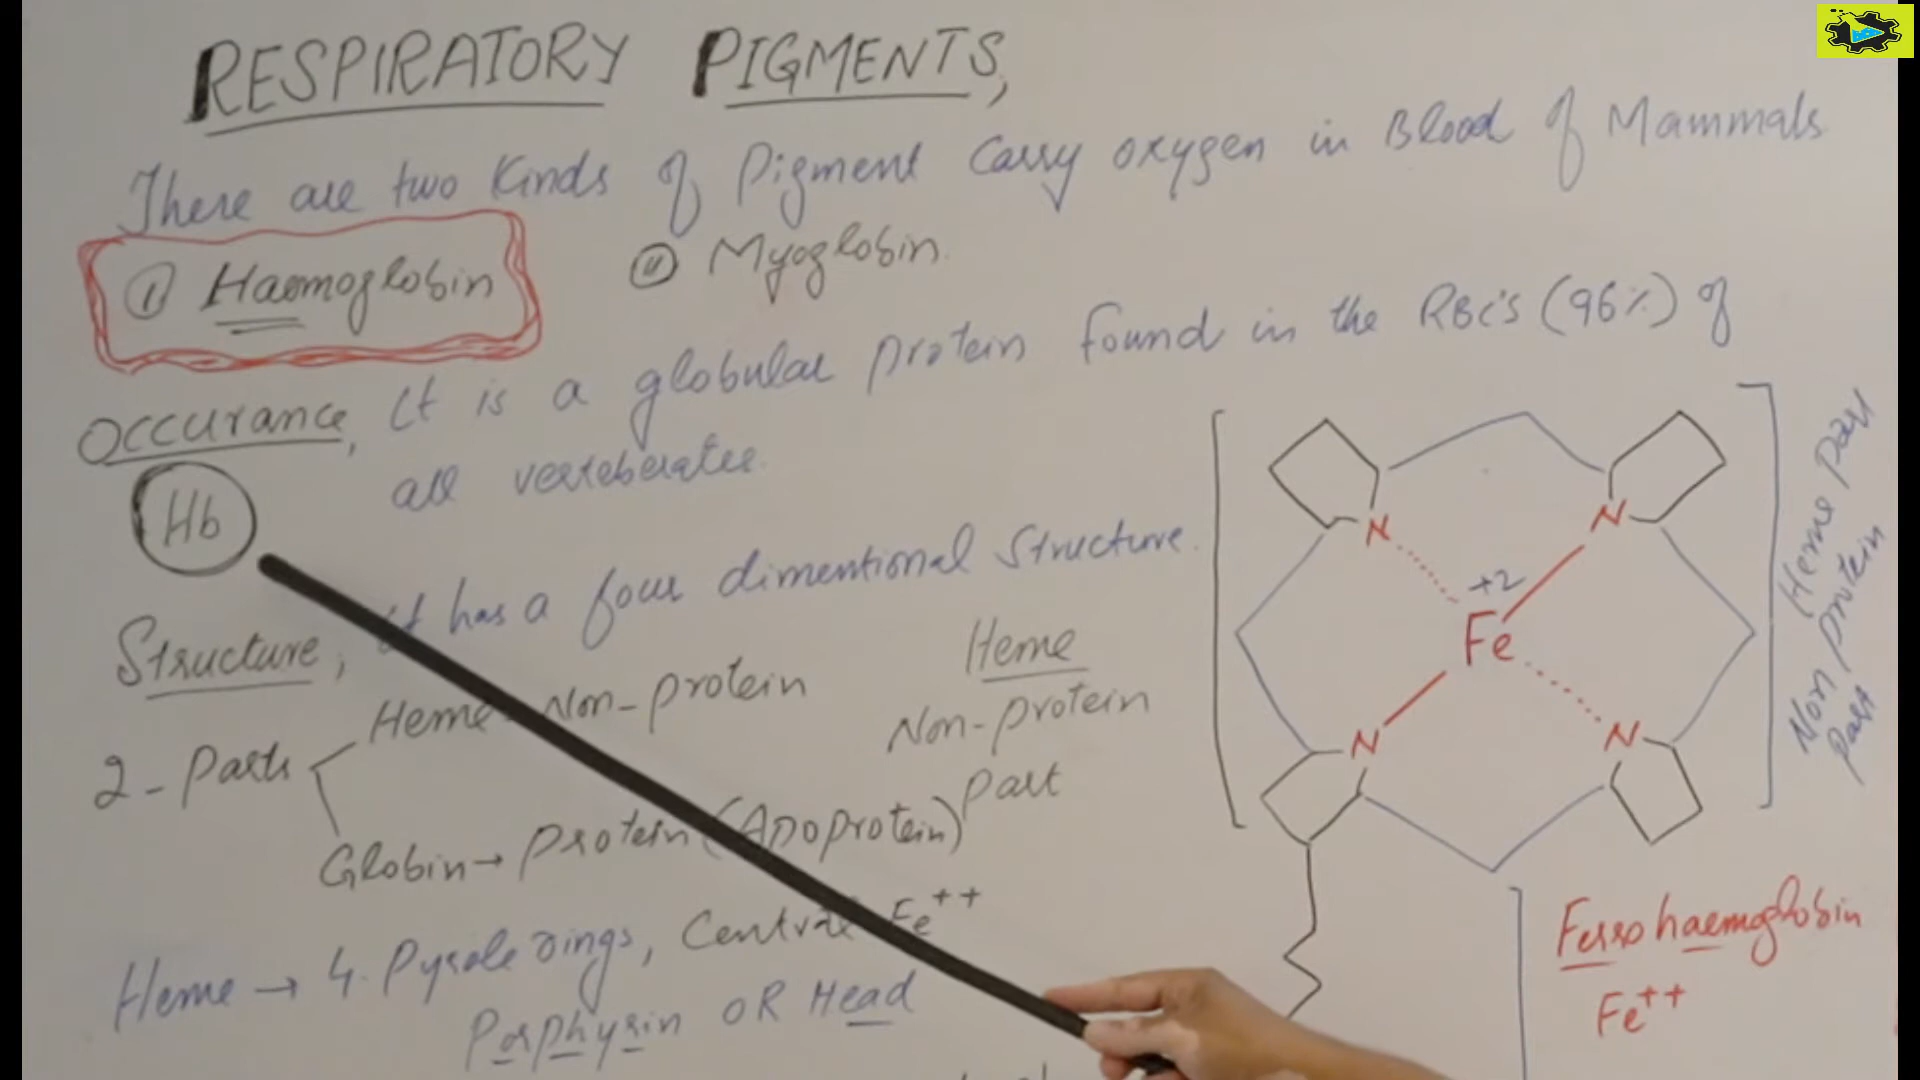 RESPIRATORY PIGMENTS,
There are two Kinds of Pigment Carry oxygen in Blood of Mammals
(I) Haemoglobin
(II) Myoglobin.
Occurance, It is a globular protein found in the RBC's (96%) of
all verteberates.
Hb
Structure, it has a four dimentional Structure.
2 - Parts
Heme Non-protein
Globin → protein (Apoprotein)
Heme
Non-protein
part
Heme → 4. Pyrole rings, Central Fe++
Porphyrin OR Head
N
N
+2
Fe
N
N
Heme Part
Non protein
Part
Ferrohaemoglobin
Fe++